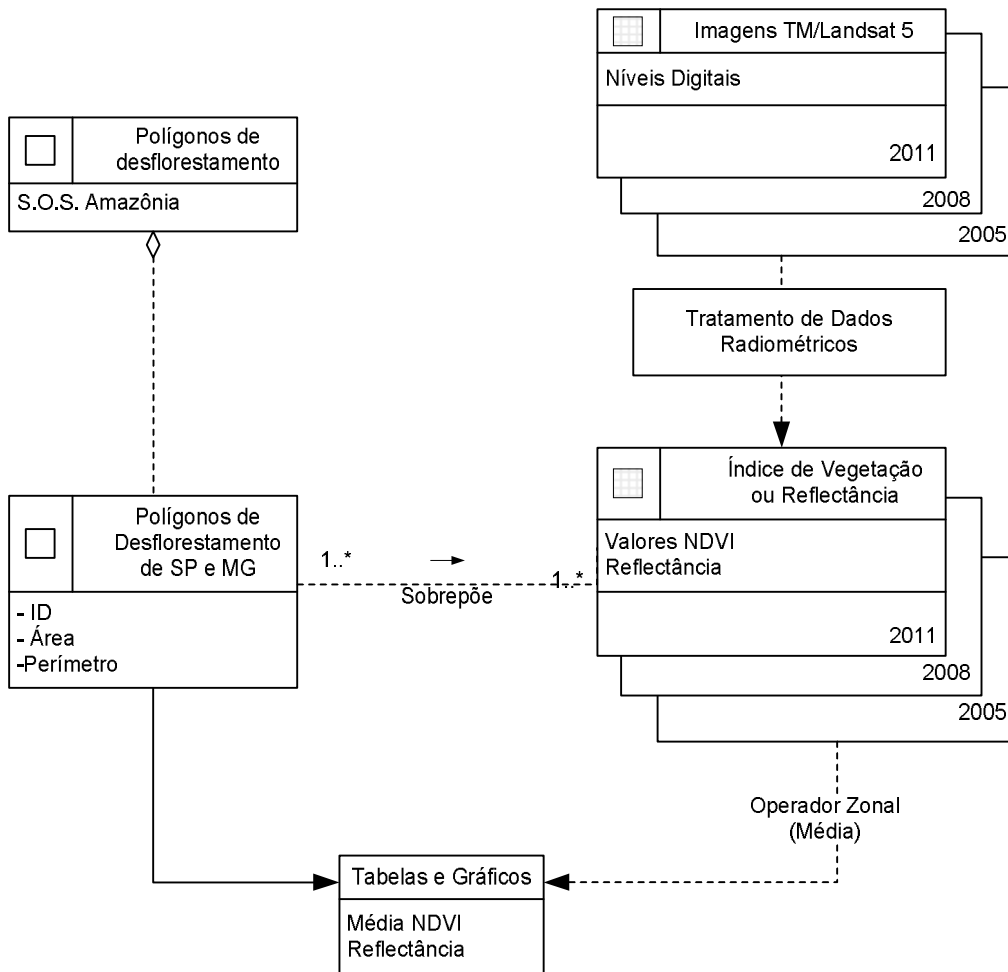 Imagens TM/Landsat 5
Níveis Digitais
2011
2008
2005
Polígonos de
desflorestamento
S.O.S. Amazônia
Tratamento de Dados
Radiométricos
Índice de Vegetação
ou Reflectância
Valores NDVI
Reflectância
2011
2008
2005
Polígonos de
Desflorestamento
de SP e MG
- ID
- Área
-Perímetro
1..*
Sobrepõe
1..*
Operador Zonal
(Média)
Tabelas e Gráficos
Média NDVI
Reflectância